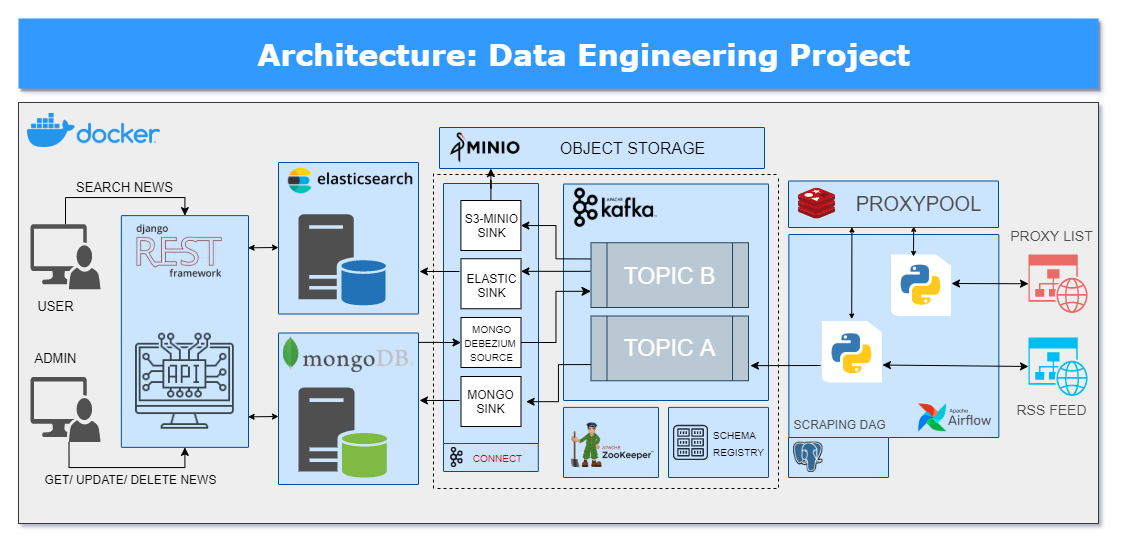 Architecture: Data Engineering Project
docker
SEARCH NEWS
USER
ADMIN
GET/ UPDATE/ DELETE NEWS
django
REST
framework
API
elasticsearch
mongoDB.
MINIO
OBJECT STORAGE
S3-MINIO
SINK
ELASTIC
SINK
MONGO
DEBEZIUM
SOURCE
MONGO
SINK
CONNECT
APACHE
kafka
TOPIC B
TOPIC A
APACHE
ZooKeeper
SCHEMA
REGISTRY
PROXYPOOL
SCRAPING DAG
Apache
Airflow
PROXY LIST
RSS FEED